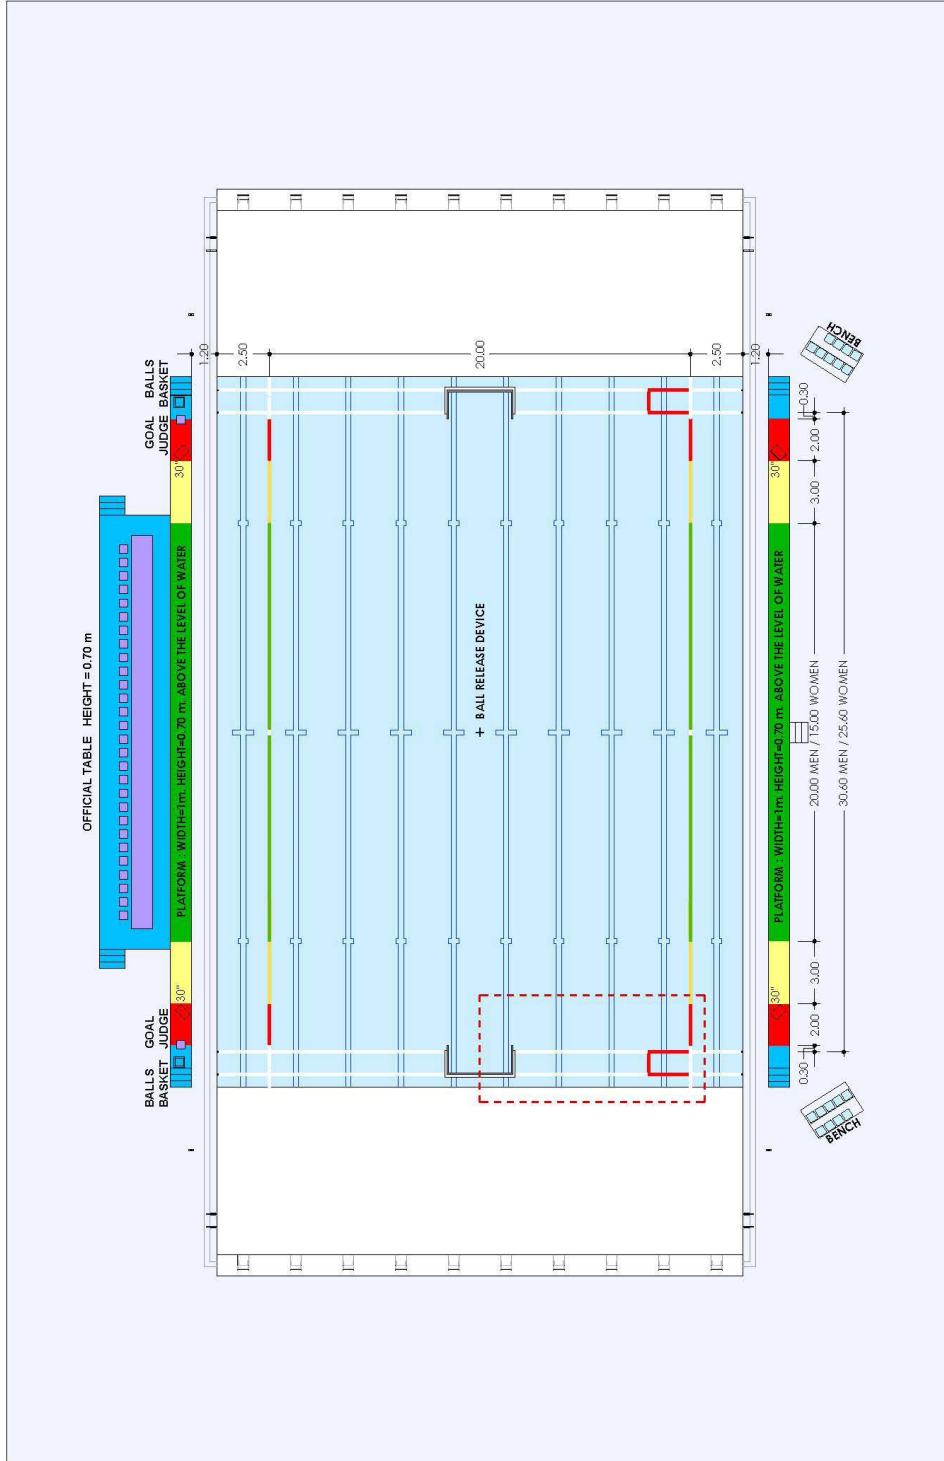 1.20
2.50
20.00
2.50
1.20
BALLS
BASKET
GOAL
JUDGE
30"
OFFICIAL TABLE HEIGHT = 0.70 m
PLATFORM : WIDTH=1m. HEIGHT=0.70 m. ABOVE THE LEVEL OF WATER
30"
GOAL
JUDGE
BALLS
BASKET
+ BALL RELEASE DEVICE
BENCH
0.30
2.00
30"
3.00
PLATFORM : WIDTH=1m. HEIGHT=0.70 m. ABOVE THE LEVEL OF WATER
20.00 MEN / 15.00 WOMEN
30.60 MEN / 25.60 WOMEN
30"
3.00
2.00
0.30
BENCH